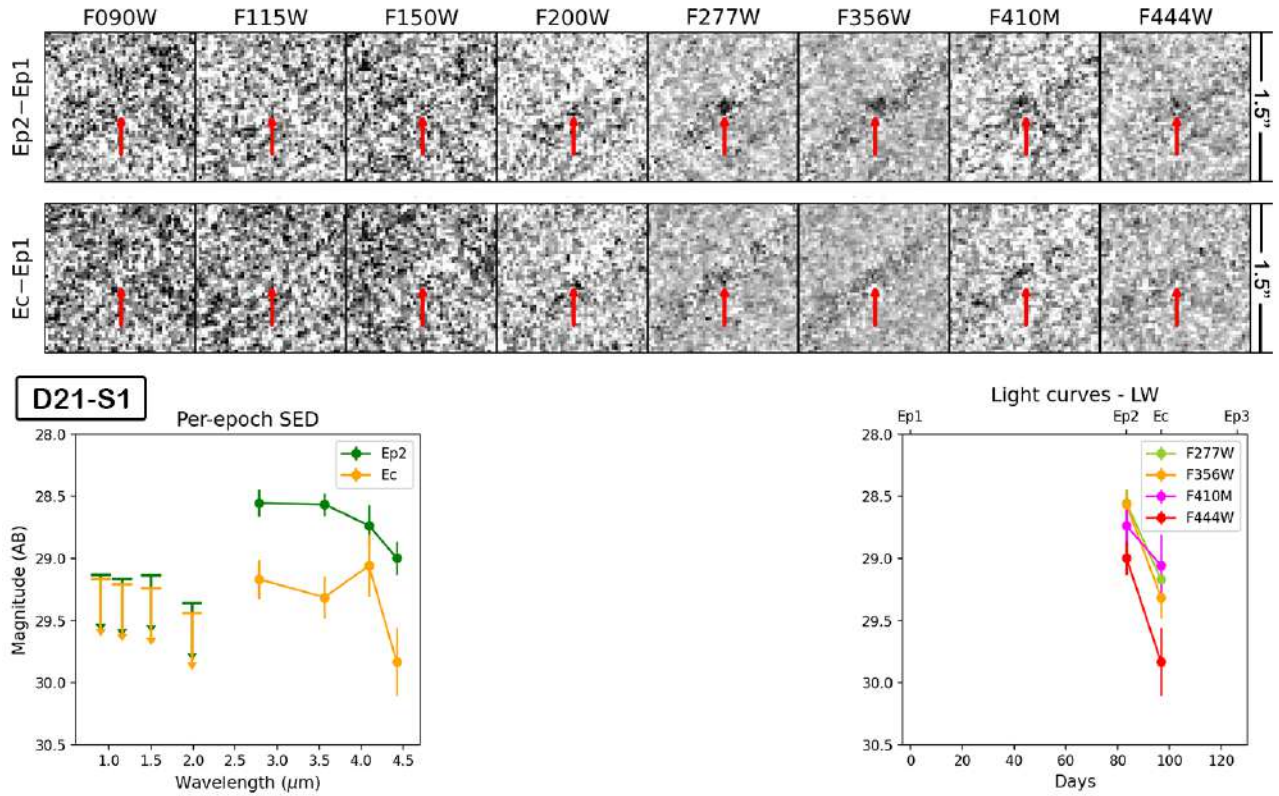 F090W F115W F150W F200W F277W F356W F410M F444W
Ep2−Ep1
1.5"
Ec−Ep1
1.5"
D21-S1
Per-epoch SED
Ep2
Ec
28.0
28.5
29.0
29.5
30.0
30.5
Magnitude (AB)
1.0 1.5 2.0 2.5 3.0 3.5 4.0 4.5
Wavelength (μm)
Light curves - LW
Ep1 Ep2 Ec Ep3
F277W
F356W
F410M
F444W
28.0
28.5
29.0
29.5
30.0
30.5
0 20 40 60 80 100 120
Days